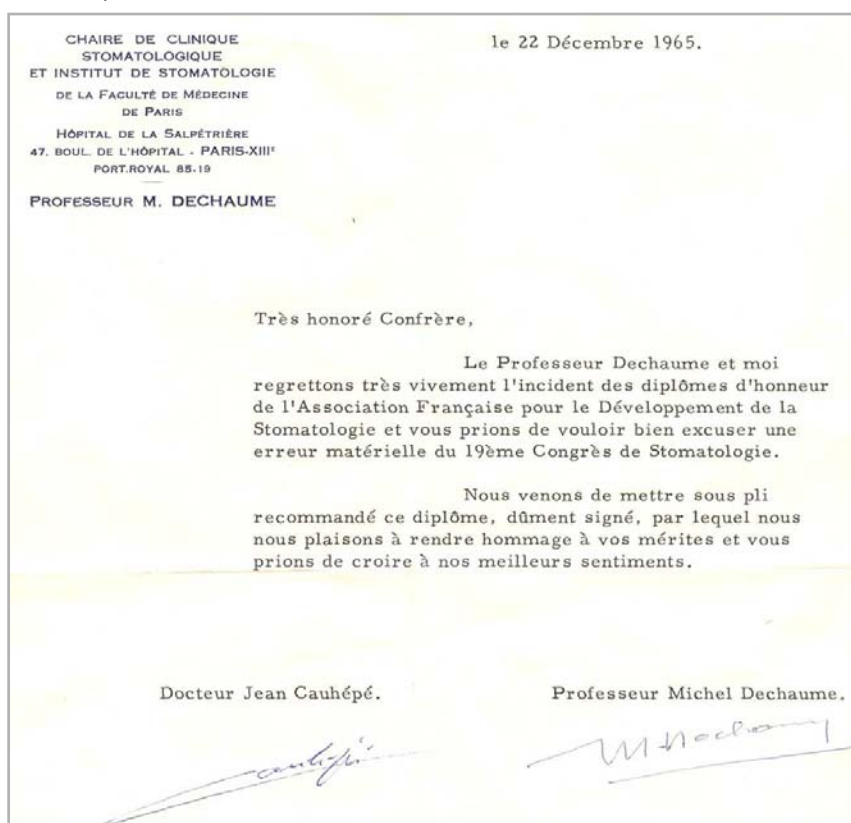 CHAIRE DE CLINIQUE
STOMATOLOGIQUE
ET INSTITUT DE STOMATOLOGIE
DE LA FACULTÉ DE MÉDECINE
DE PARIS
HÔPITAL DE LA SALPÉTRIÈRE
47. BOUL. DE L'HÔPITAL - PARIS-XIIIᵉ
PORT.ROYAL 85-19
PROFESSEUR M. DECHAUME
le 22 Décembre 1965.
Très honoré Confrère,
Le Professeur Dechaume et moi
regrettons très vivement l'incident des diplômes d'honneur
de l'Association Française pour le Développement de la
Stomatologie et vous prions de vouloir bien excuser une
erreur matérielle du 19ème Congrès de Stomatologie.
Nous venons de mettre sous pli
recommandé ce diplôme, dûment signé, par lequel nous
nous plaisons à rendre hommage à vos mérites et vous
prions de croire à nos meilleurs sentiments.
Docteur Jean Cauhépé.
Professeur Michel Dechaume.